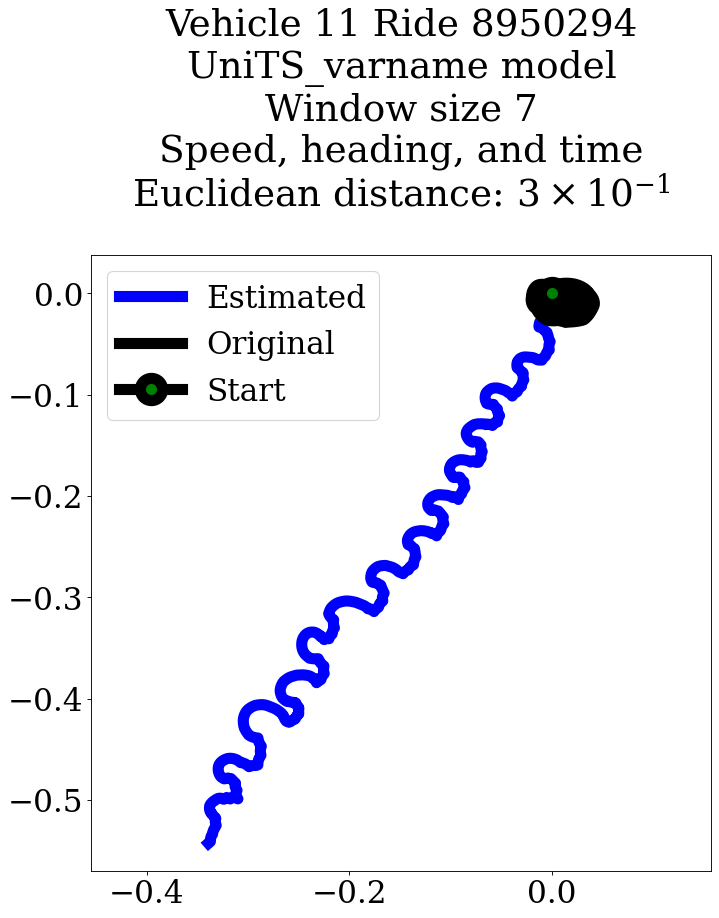 Vehicle 11 Ride 8950294
UniTS_varname model
Window size 7
Speed, heading, and time
Euclidean distance: $3 \times 10^{-1}$
Estimated
Original
Start
0.0
−0.1
−0.2
−0.3
−0.4
−0.5
−0.4
−0.2
0.0